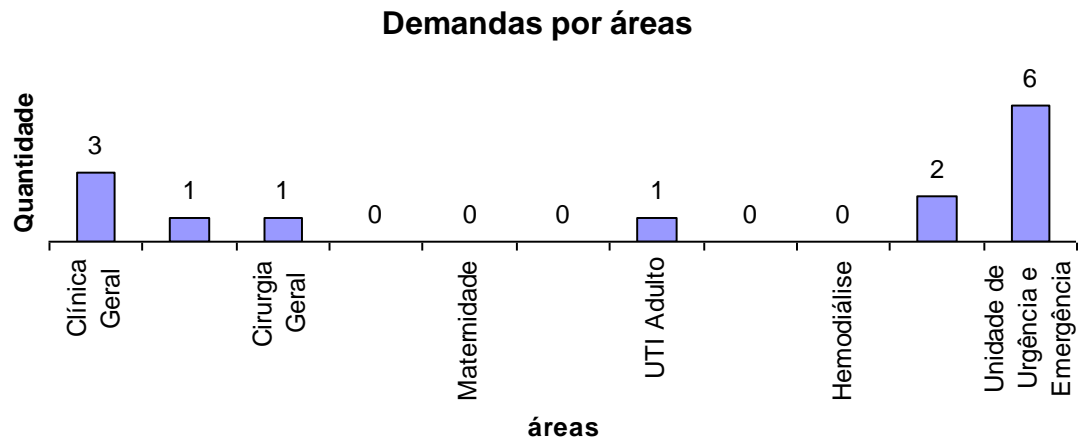 Demandas por áreas
Quantidade
3
1
1
0
0
0
1
0
0
2
6
Clínica
Geral
Cirurgia
Geral
Maternidade
UTI Adulto
Hemodiálise
Unidade de
Urgência e
Emergência
áreas